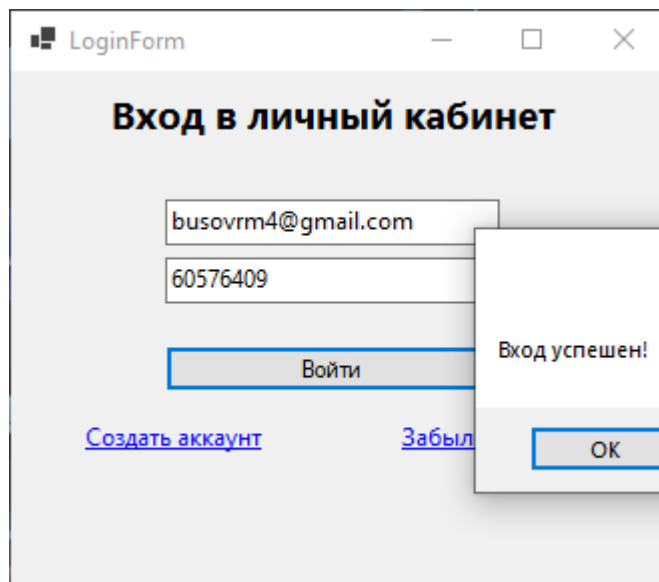 LoginForm
Вход в личный кабинет
busovrm4@gmail.com
60576409
Вход успешен!
Войти
OK
Создать аккаунт
Забыл